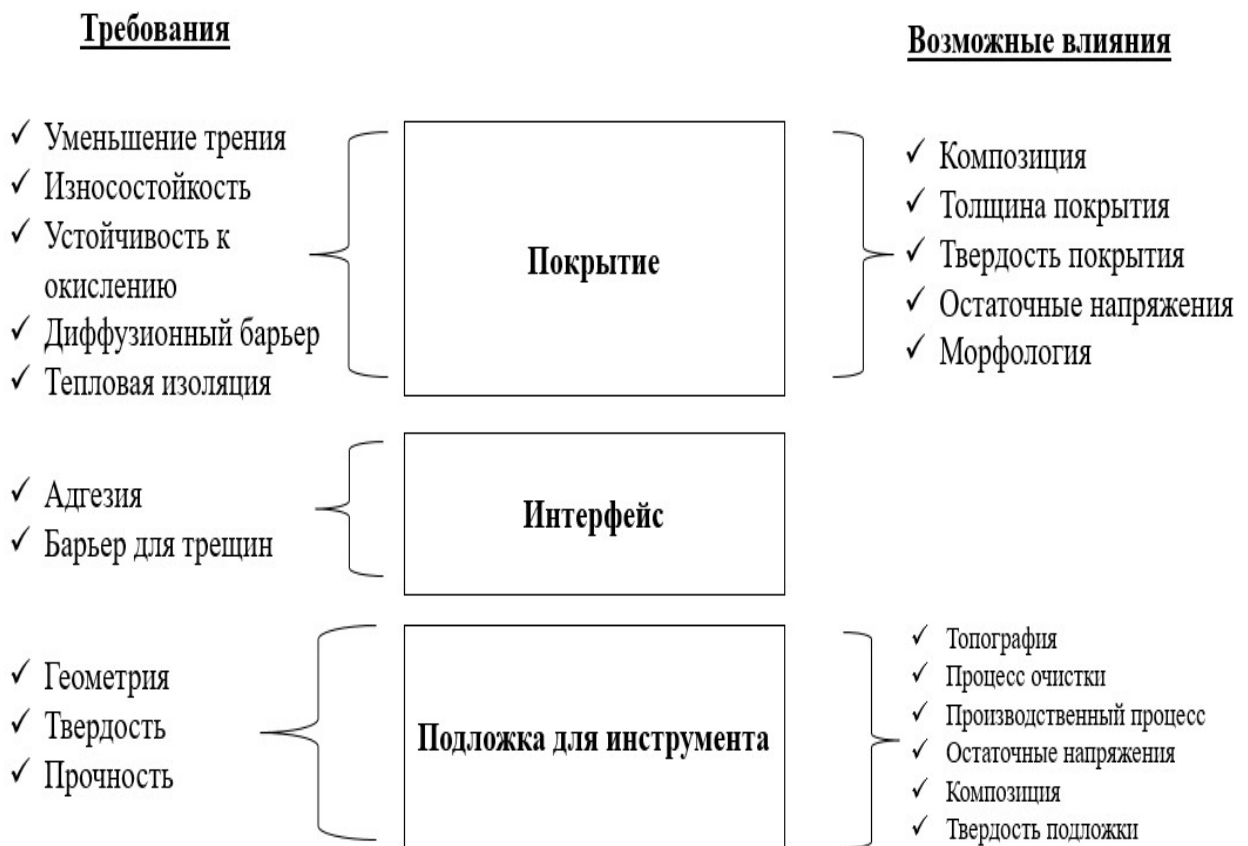 Требования
Возможные влияния
✓ Уменьшение трения
✓ Износостойкость
✓ Устойчивость к
окислению
✓ Диффузионный барьер
✓ Тепловая изоляция
Покрытие
✓ Композиция
✓ Толщина покрытия
✓ Твердость покрытия
✓ Остаточные напряжения
✓ Морфология
✓ Адгезия
✓ Барьер для трещин
Интерфейс
✓ Геометрия
✓ Твердость
✓ Прочность
Подложка для инструмента
✓ Топография
✓ Процесс очистки
✓ Производственный процесс
✓ Остаточные напряжения
✓ Композиция
✓ Твердость подложки